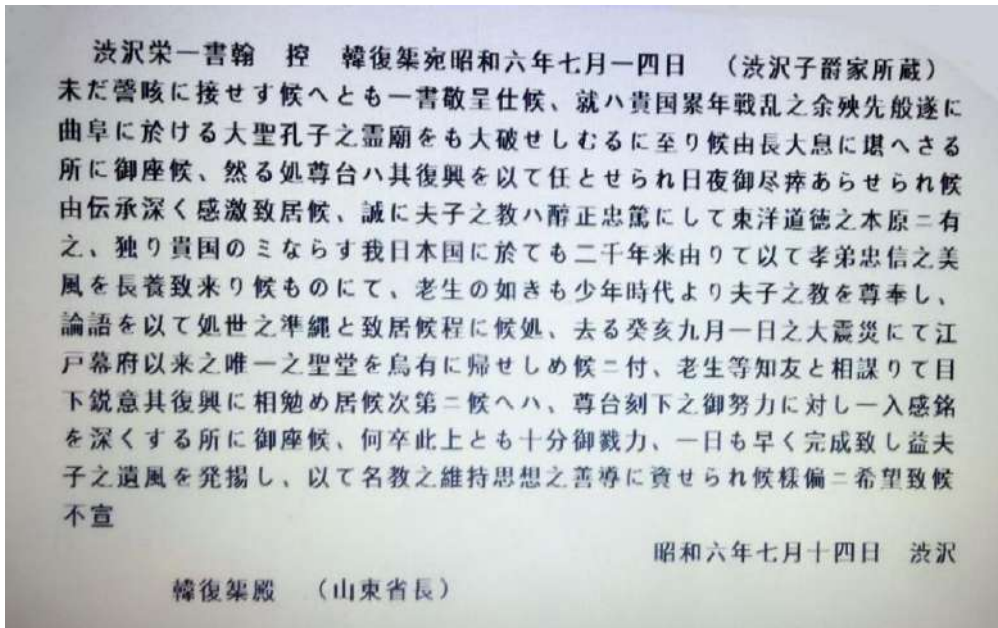 渋沢栄一書翰　控　韓復榘宛昭和六年七月一四日　（渋沢子爵家所蔵）
未だ謦咳に接せす候へとも一書敬呈仕候、就ハ貴国累年戦乱之余殃先般遂に
曲阜に於ける大聖孔子之霊廟をも大破せしむるに至り候由長大息に堪へさる
所に御座候、然る処尊台ハ其復興を以て任とせられ日夜御尽瘁あらせられ候
由伝承深く感激致居候、誠に夫子之教ハ醇正忠篤にして東洋道徳之本原ニ有
之、独り貴国のミならす我日本国に於ても二千年来由りて以て孝弟忠信之美
風を長養致来り候ものにて、老生の如きも少年時代より夫子之教を尊奉し、
論語を以て処世之準縄と致居候程に候処、去る癸亥九月一日之大震災にて江
戸幕府以来之唯一之聖堂を烏有に帰せしめ候ニ付、老生等知友と相謀りて目
下鋭意其復興に相勉め居候次第ニ候へハ、尊台刻下之御努力に対し一入感銘
を深くする所に御座候、何卒此上とも十分御戮力、一日も早く完成致し益夫
子之遺風を発揚し、以て名教之維持思想之善導に資せられ候様偏ニ希望致候
不宣
昭和六年七月十四日　渋沢
韓復榘殿　（山東省長）